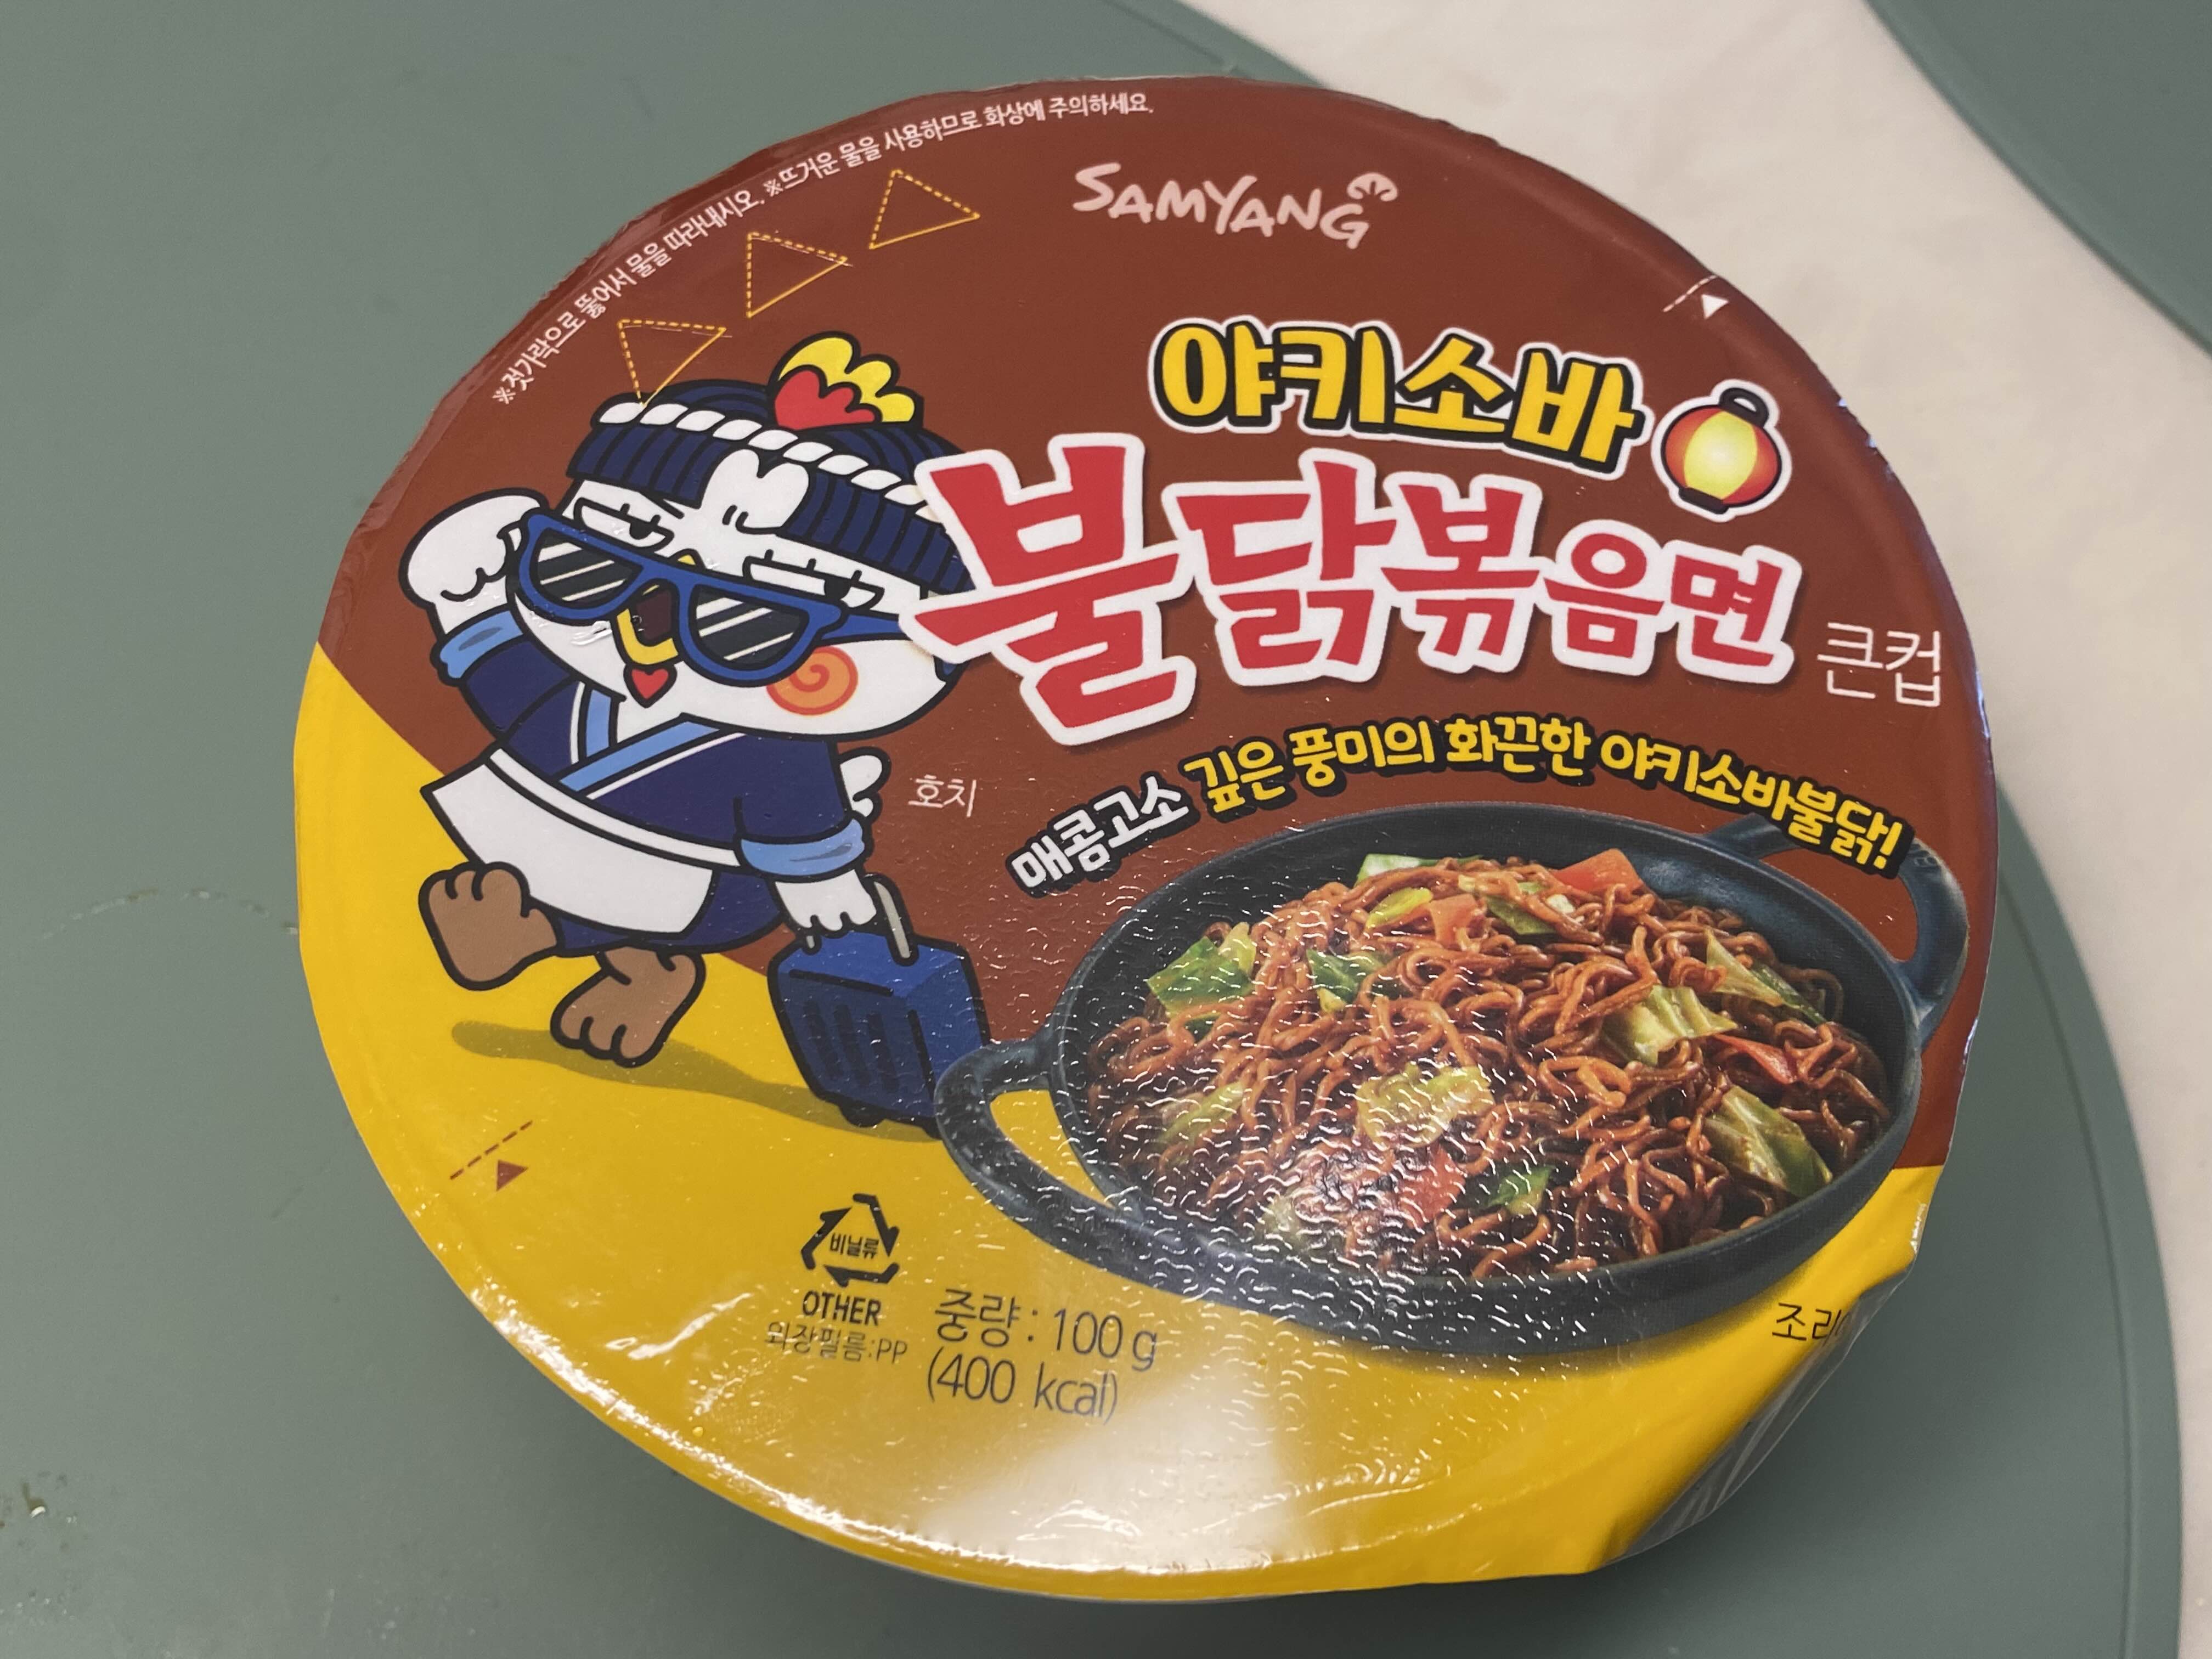 ※젓가락으로 뚫어서 물을 따라내시오. ※뜨거운 물을 사용하므로 화상에 주의하세요.
SAMYANG
야키소바
불닭볶음면 큰컵
호치
매콤고소 깊은 풍미의 화끈한 야키소바불닭!
비닐류
OTHER
외장필름:PP
중량 : 100 g
(400 kcal)